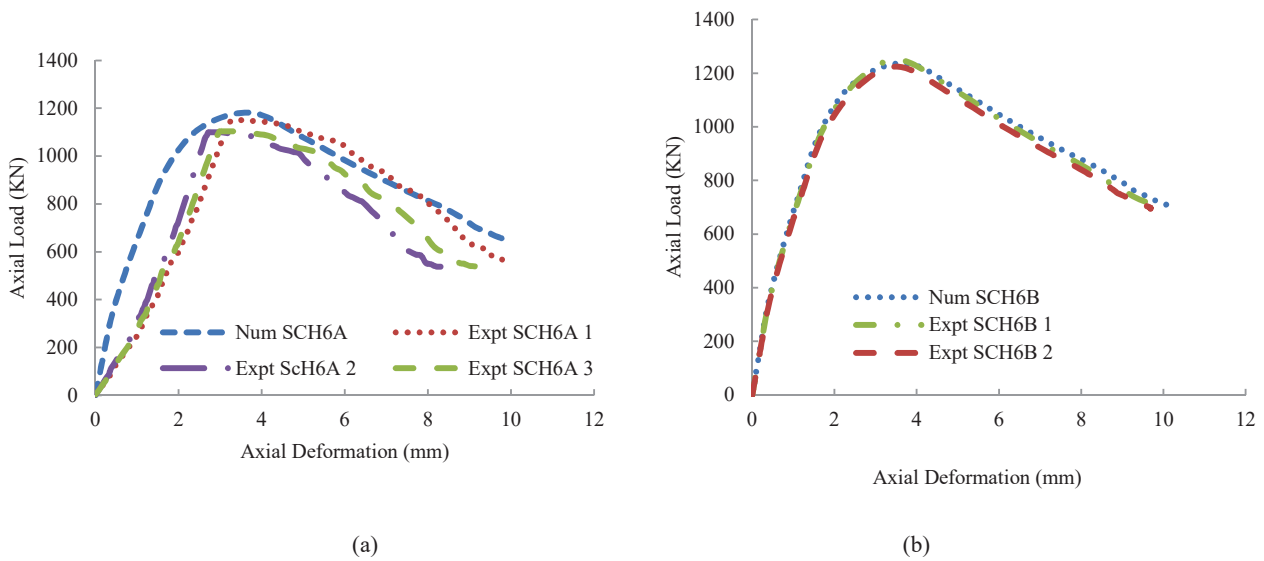 1400
1200
1000
800
600
400
200
0
Axial Load (KN)
Num SCH6A
Expt SCH6A 1
Expt ScH6A 2
Expt SCH6A 3
0 2 4 6 8 10 12
Axial Deformation (mm)
(a)
1400
1200
1000
800
600
400
200
0
Axial Load (KN)
Num SCH6B
Expt SCH6B 1
Expt SCH6B 2
0 2 4 6 8 10 12
Axial Deformation (mm)
(b)